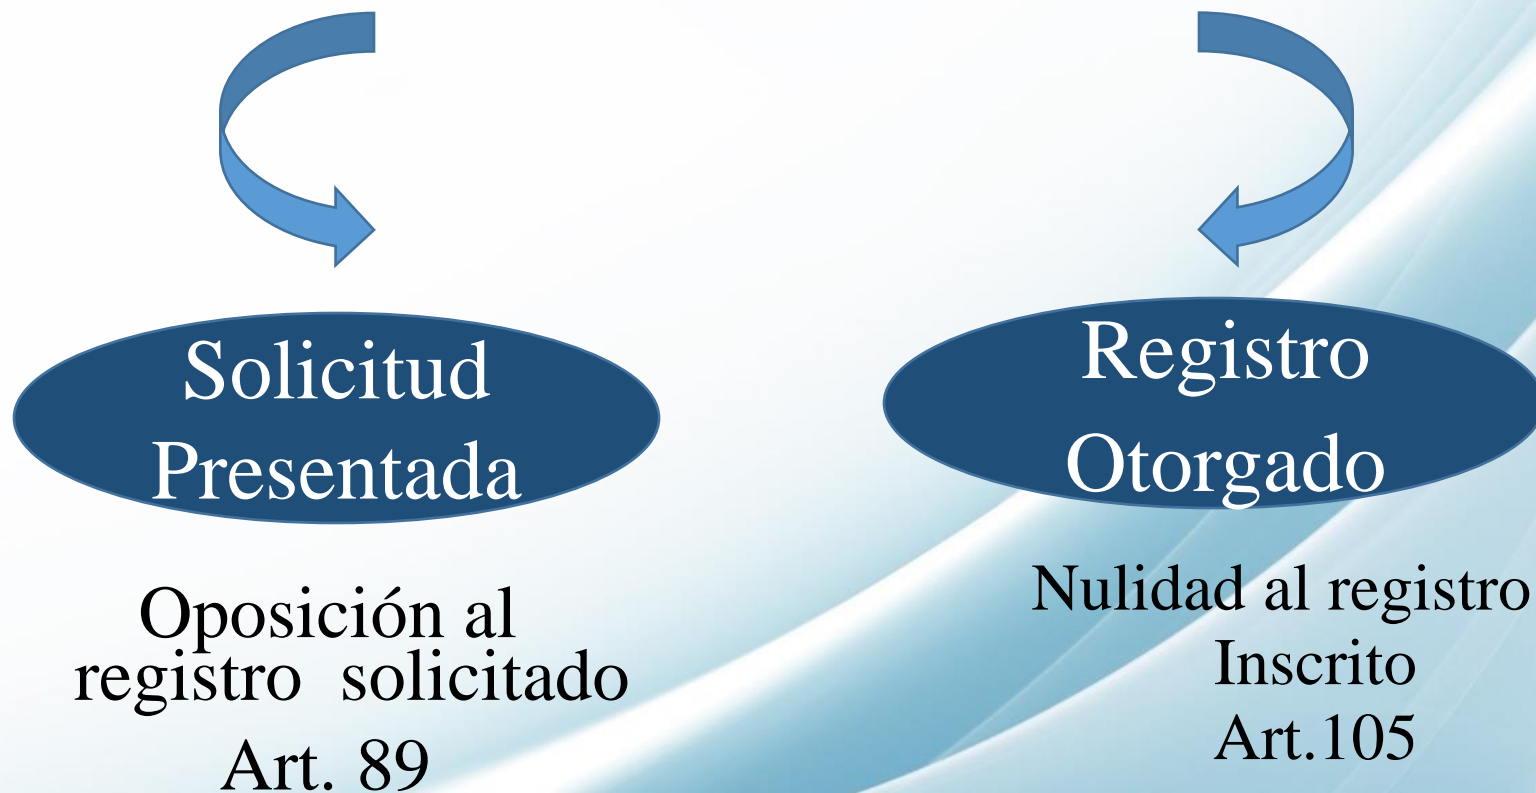 Solicitud
Presentada
Oposición al
registro solicitado
Art. 89
Registro
Otorgado
Nulidad al registro
Inscrito
Art.105